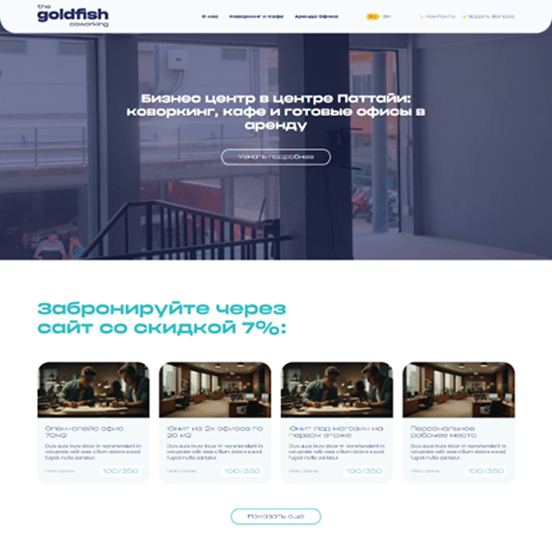 the
goldfish
coworking
О нас
Коворкинг и Кафе
Аренда офиса
RU
EN
Контакты
Задать вопрос
Бизнес центр в центре Паттайи:
коворкинг, кафе и готовые офисы в
аренду
Узнать подробнее
Забронируйте через
сайт со скидкой 7%:
Опен-спейс офис
70м2
Duis aute irure dolor in reprehenderit in
voluptate velit esse cillum dolore eu
fugiat nulla pariatur.
100/350
Юнит из 2х офисов по
20 м2
Duis aute irure dolor in reprehenderit in
voluptate velit esse cillum dolore eu
fugiat nulla pariatur.
100/350
Юнит под магазин на
первом этаже
Duis aute irure dolor in reprehenderit in
voluptate velit esse cillum dolore eu
fugiat nulla pariatur.
100/350
Персональное
рабочее место
Duis aute irure dolor in reprehenderit in
voluptate velit esse cillum dolore eu
fugiat nulla pariatur.
100/350
Показать еще